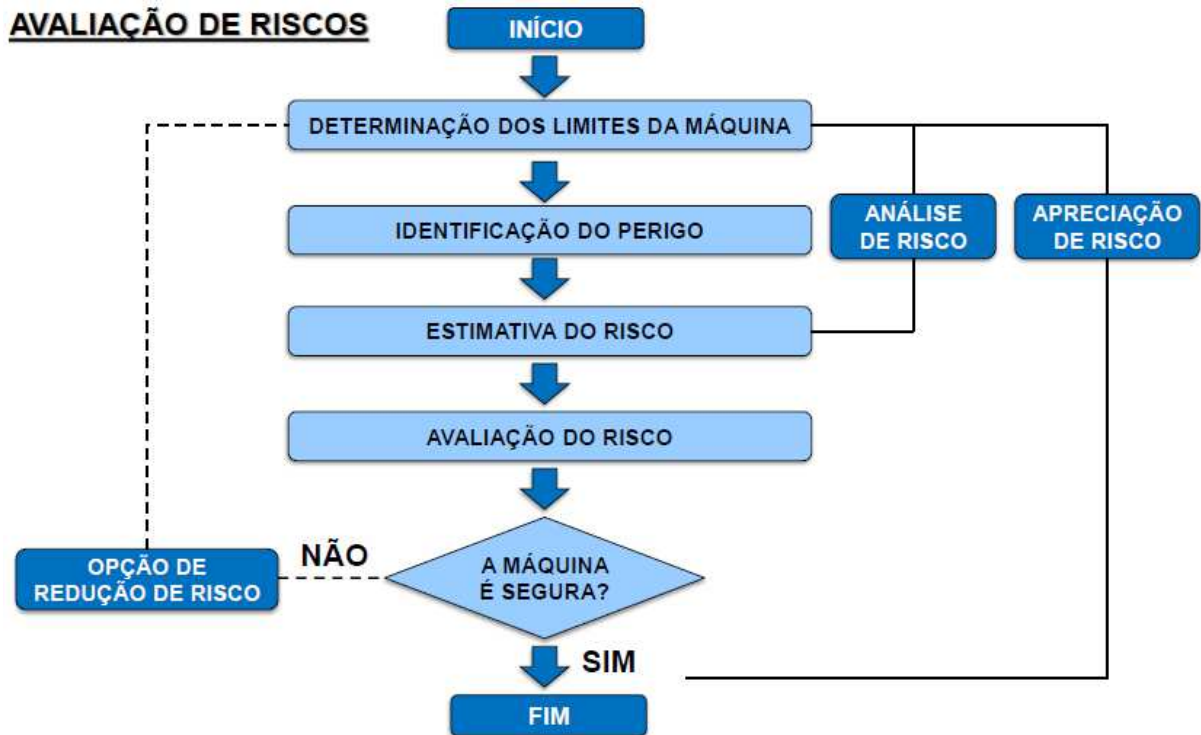 AVALIAÇÃO DE RISCOS
INÍCIO
DETERMINAÇÃO DOS LIMITES DA MÁQUINA
IDENTIFICAÇÃO DO PERIGO
ANÁLISE
DE RISCO
APRECIAÇÃO
DE RISCO
ESTIMATIVA DO RISCO
AVALIAÇÃO DO RISCO
OPÇÃO DE
REDUÇÃO DE RISCO
NÃO
A MÁQUINA
É SEGURA?
SIM
FIM